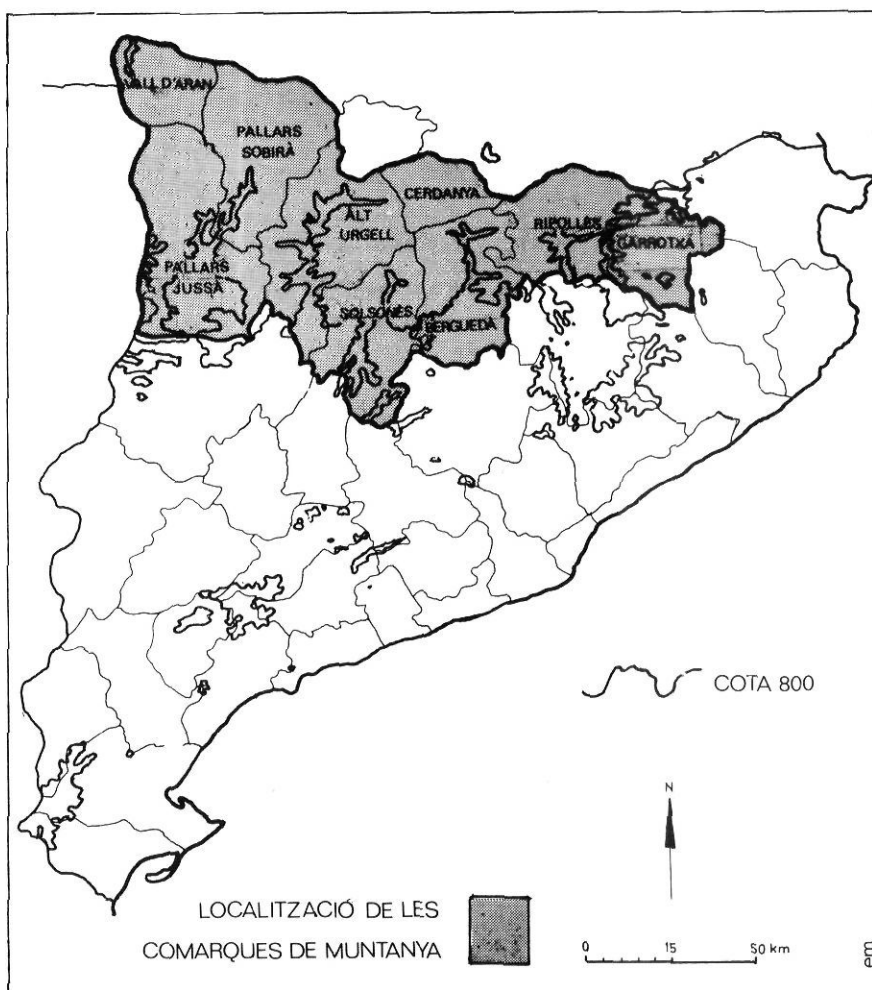 VALL D'ARAN
PALLARS
SOBIRÀ
CERDANYA
ALT
URGELL
RIPOLLÈS
GARROTXA
PALLARS
JUSSÀ
SOLSONÈS
BERGUEDÀ
COTA 800
N
LOCALITZACIÓ DE LES
COMARQUES DE MUNTANYA
0 15 50 km
em